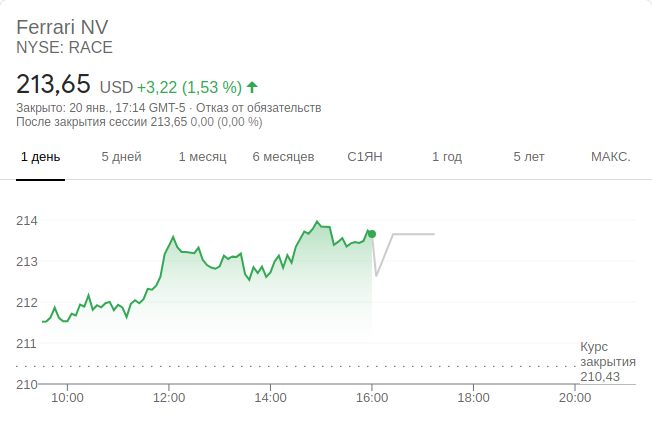 Ferrari NV
NYSE: RACE
213,65 USD +3,22 (1,53 %)
Закрыто: 20 янв., 17:14 GMT-5 · Отказ от обязательств
После закрытия сессии 213,65 0,00 (0,00 %)
1 день 5 дней 1 месяц 6 месяцев С1ЯН 1 год 5 лет МАКС.
214
213
212
211
Курс
закрытия
210,43
210
10:00 12:00 14:00 16:00 18:00 20:00